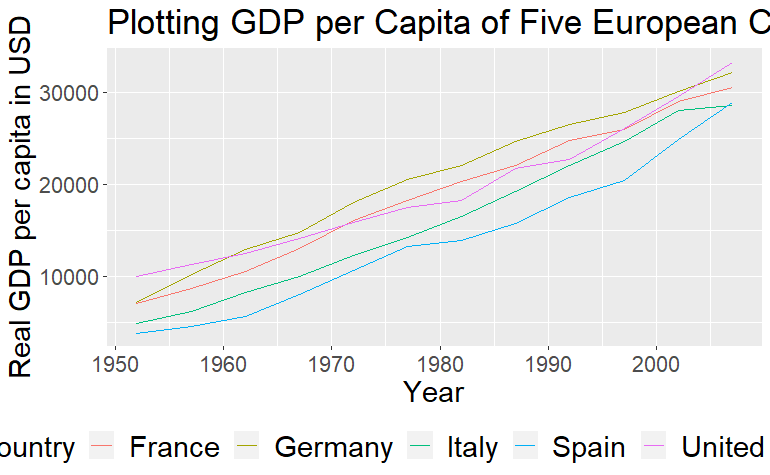 Plotting GDP per Capita of Five European C
Real GDP per capita in USD
30000
20000
10000
1950 1960 1970 1980 1990 2000
Year
ountry France Germany Italy Spain United